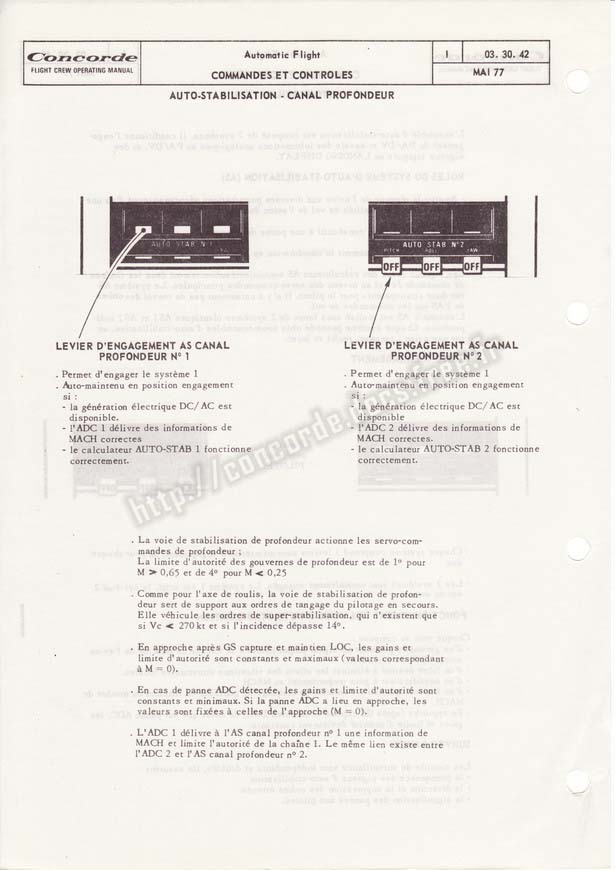 Concorde
FLIGHT CREW OPERATING MANUAL
Automatic Flight
COMMANDES ET CONTROLES
1
03. 30. 42
MAI 77
AUTO-STABILISATION - CANAL PROFONDEUR
AUTO STAB N°1
AUTO STAB N°2
PITCH ROLL YAW
OFF OFF OFF
LEVIER D'ENGAGEMENT AS CANAL
PROFONDEUR N° 1
. Permet d'engager le système 1
. Auto-maintenu en position engagement
si :
- la génération électrique DC/AC est
disponible.
- l'ADC 1 délivre des informations de
MACH correctes
- le calculateur AUTO-STAB 1 fonctionne
correctement.
LEVIER D'ENGAGEMENT AS CANAL
PROFONDEUR N° 2
. Permet d'engager le système 1
. Auto-maintenu en position engagement
si :
- la génération électrique DC/AC est
disponible.
- l'ADC 2 délivre des informations de
MACH correctes.
- le calculateur AUTO-STAB 2 fonctionne
correctement.
http://concorde.docs.free.fr
. La voie de stabilisation de profondeur actionne les servo-com-
mandes de profondeur ;
La limite d'autorité des gouvernes de profondeur est de 1° pour
M > 0,65 et de 4° pour M < 0,25
. Comme pour l'axe de roulis, la voie de stabilisation de profon-
deur sert de support aux ordres de tangage du pilotage en secours.
Elle véhicule les ordres de super-stabilisation, qui n'existent que
si Vc < 270 kt et si l'incidence dépasse 14°.
. En approche après GS capture et maintien LOC, les gains et
limite d'autorité sont constants et maximaux (valeurs correspondant
à M = 0).
. En cas de panne ADC détectée, les gains et limite d'autorité sont
constants et minimaux. Si la panne ADC a lieu en approche, les
valeurs sont fixées à celles de l'approche (M = 0).
. L'ADC 1 délivre à l'AS canal profondeur n° 1 une information de
MACH et limite l'autorité de la chaîne 1. Le même lien existe entre
l'ADC 2 et l'AS canal profondeur n° 2.